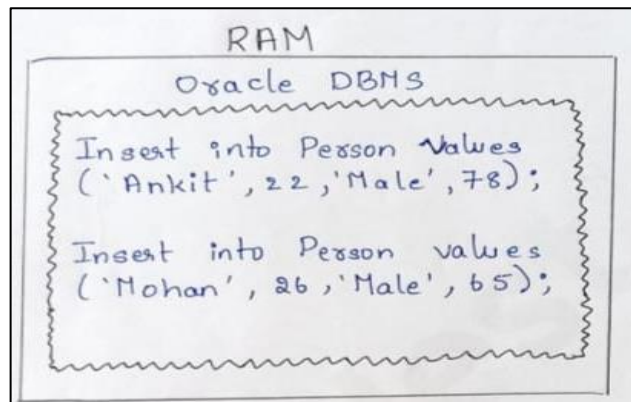 RAM
Oracle DBMS
Insert into Person Values
('Ankit', 22, 'Male', 78);
Insert into Person values
('Mohan', 26, 'Male', 65);